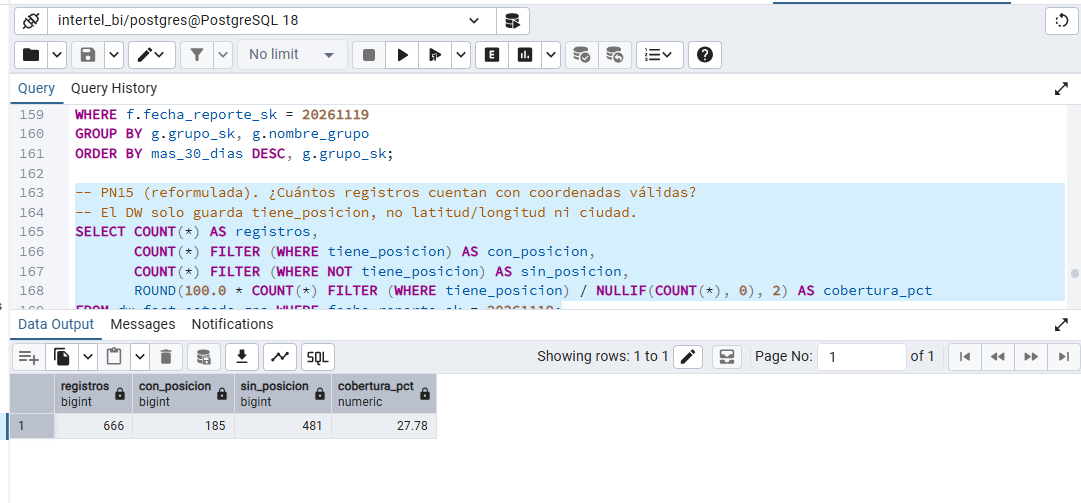 intertel_bi/postgres@PostgreSQL 18
No limit
E
SQL
Query Query History
159 WHERE f.fecha_reporte_sk = 20261119
160 GROUP BY g.grupo_sk, g.nombre_grupo
161 ORDER BY mas_30_dias DESC, g.grupo_sk;
162
163 -- PN15 (reformulada). ¿Cuántos registros cuentan con coordenadas válidas?
164 -- El DW solo guarda tiene_posicion, no latitud/longitud ni ciudad.
165 SELECT COUNT(*) AS registros,
166 COUNT(*) FILTER (WHERE tiene_posicion) AS con_posicion,
167 COUNT(*) FILTER (WHERE NOT tiene_posicion) AS sin_posicion,
168 ROUND(100.0 * COUNT(*) FILTER (WHERE tiene_posicion) / NULLIF(COUNT(*), 0), 2) AS cobertura_pct
Data Output Messages Notifications
Showing rows: 1 to 1 Page No: 1 of 1
registros con_posicion sin_posicion cobertura_pct
bigint bigint bigint numeric
1 666 185 481 27.78